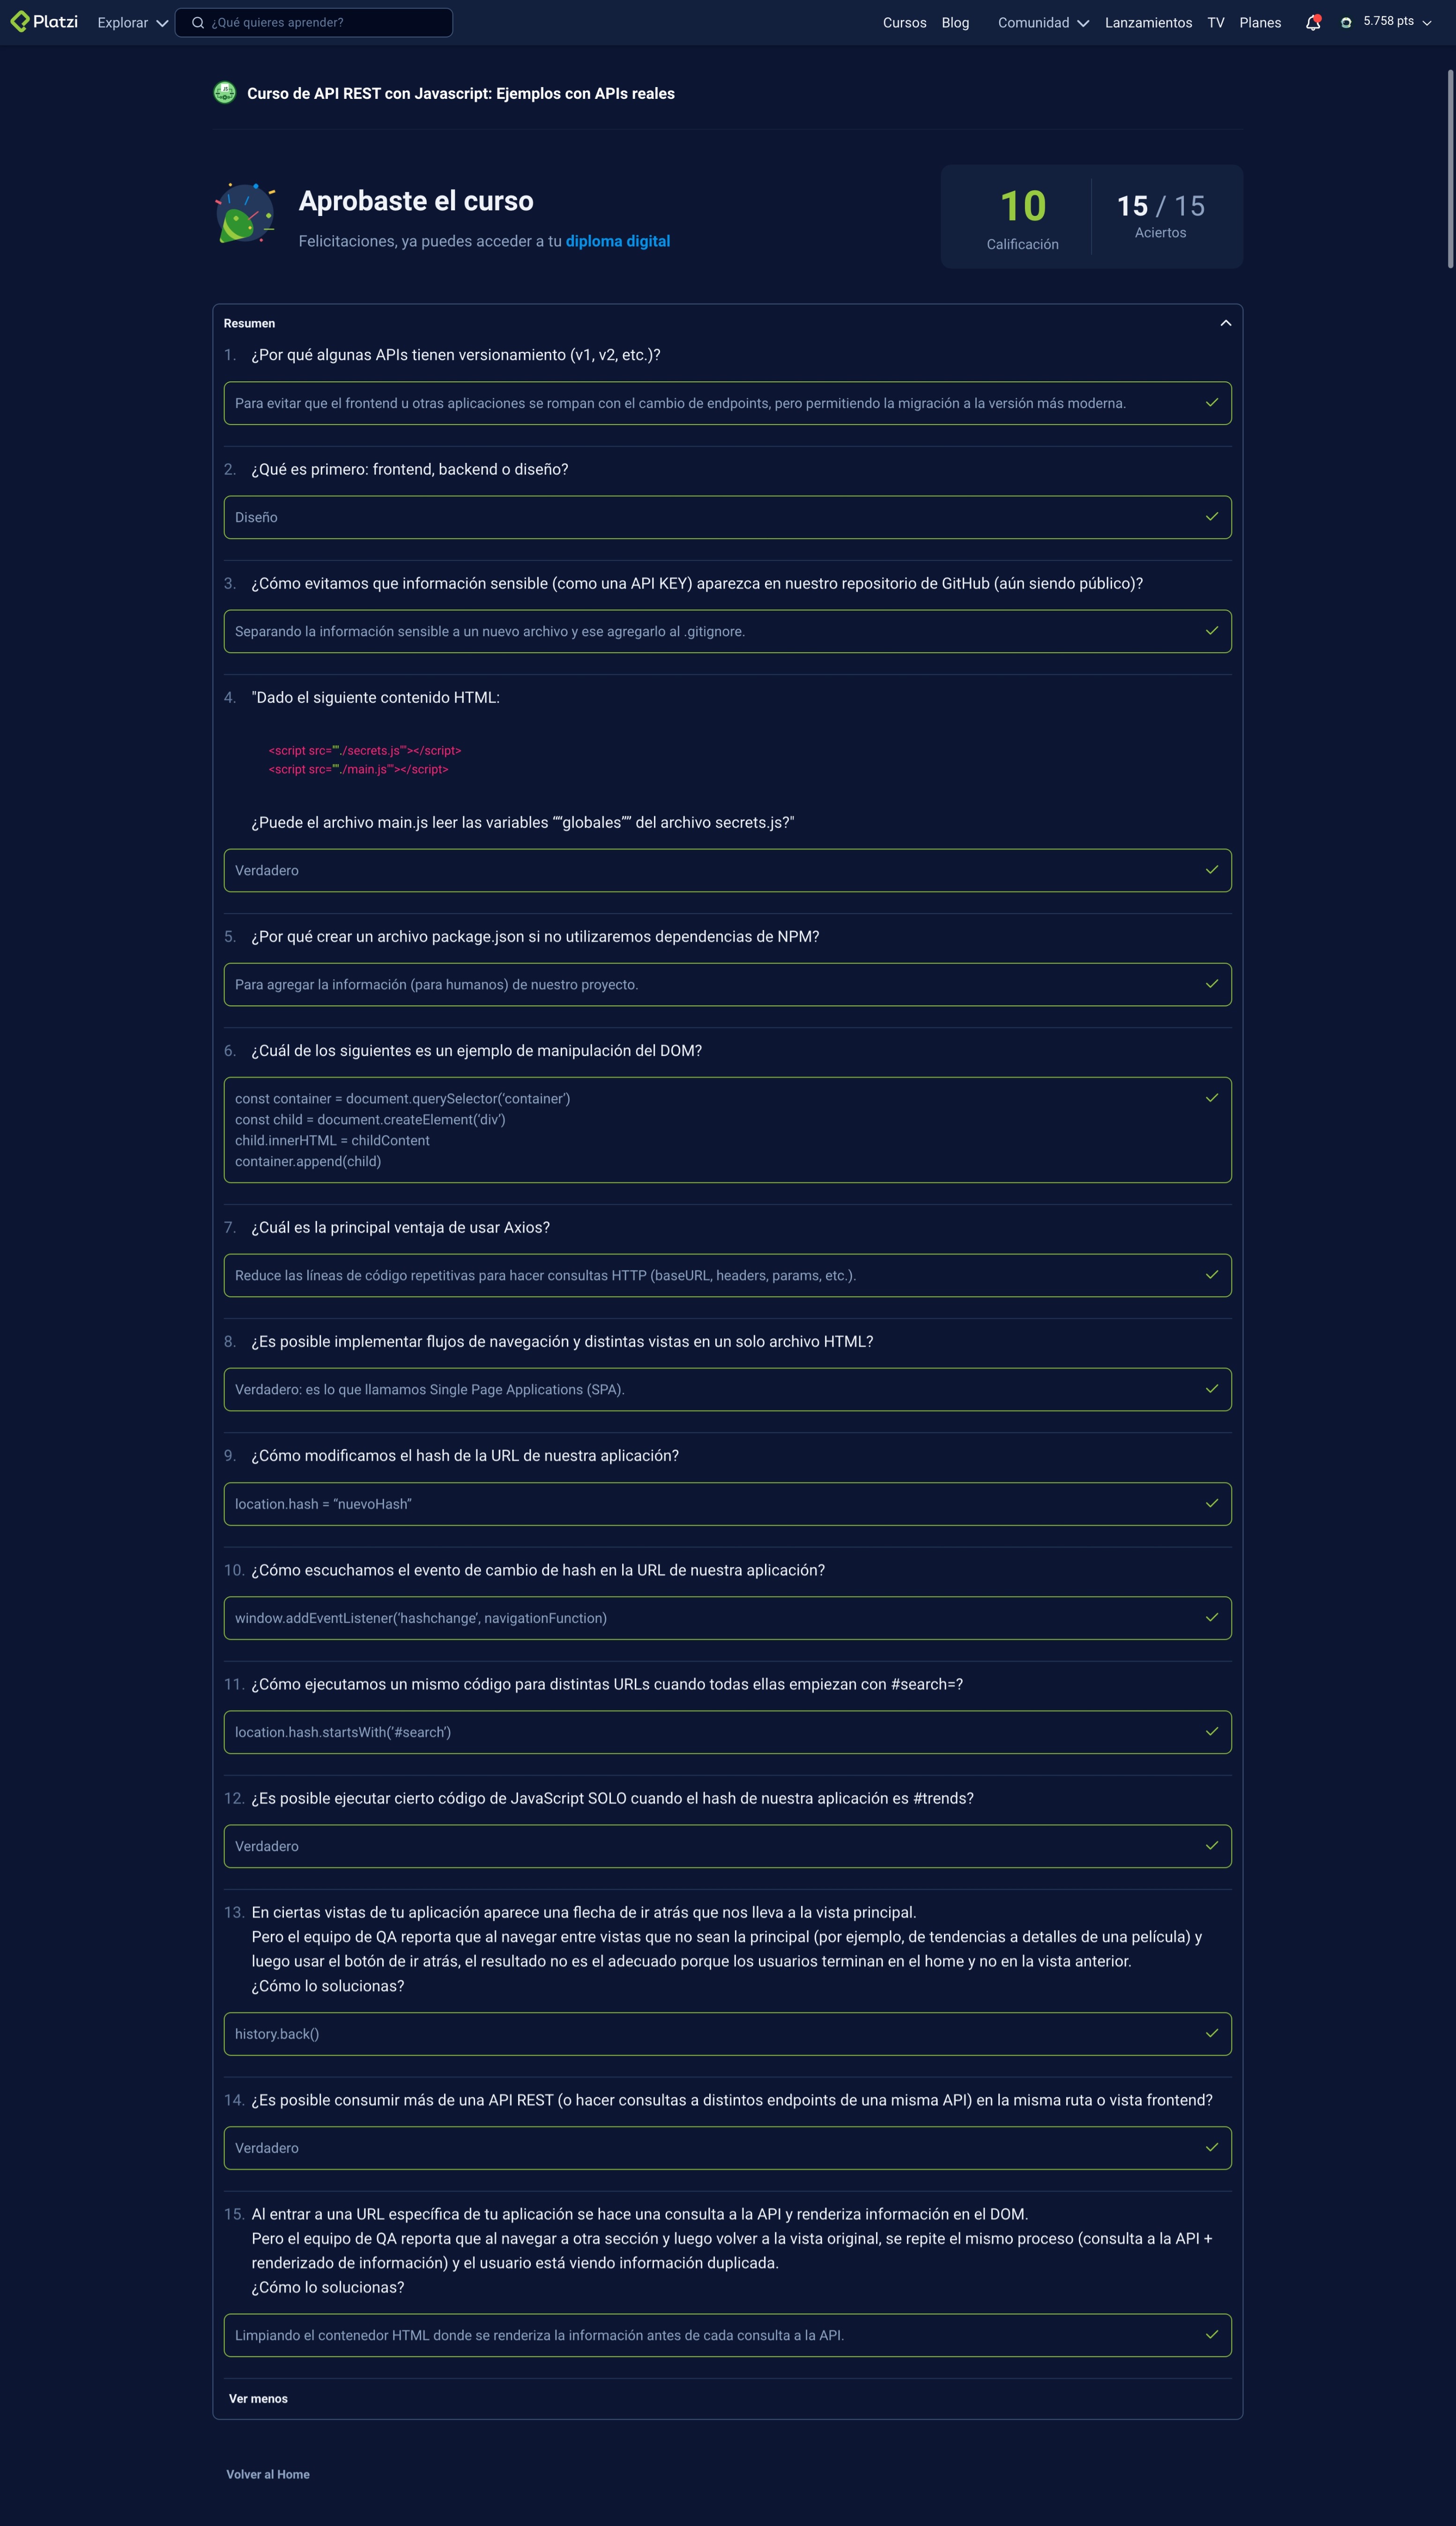 Platzi Explorar ¿Qué quieres aprender? Cursos Blog Comunidad Lanzamientos TV Planes 5.758 pts
Curso de API REST con Javascript: Ejemplos con APIs reales
Aprobaste el curso
Felicitaciones, ya puedes acceder a tu diploma digital
10
Calificación
15 / 15
Aciertos
Resumen
1. ¿Por qué algunas APIs tienen versionamiento (v1, v2, etc.)?
Para evitar que el frontend u otras aplicaciones se rompan con el cambio de endpoints, pero permitiendo la migración a la versión más moderna.
2. ¿Qué es primero: frontend, backend o diseño?
Diseño
3. ¿Cómo evitamos que información sensible (como una API KEY) aparezca en nuestro repositorio de GitHub (aún siendo público)?
Separando la información sensible a un nuevo archivo y ese agregarlo al .gitignore.
4. "Dado el siguiente contenido HTML:
<script src=""./secrets.js""></script>
<script src=""./main.js""></script>
¿Puede el archivo main.js leer las variables ““globales”” del archivo secrets.js?"
Verdadero
5. ¿Por qué crear un archivo package.json si no utilizaremos dependencias de NPM?
Para agregar la información (para humanos) de nuestro proyecto.
6. ¿Cuál de los siguientes es un ejemplo de manipulación del DOM?
const container = document.querySelector(‘container’)
const child = document.createElement(‘div’)
child.innerHTML = childContent
container.append(child)
7. ¿Cuál es la principal ventaja de usar Axios?
Reduce las líneas de código repetitivas para hacer consultas HTTP (baseURL, headers, params, etc.).
8. ¿Es posible implementar flujos de navegación y distintas vistas en un solo archivo HTML?
Verdadero: es lo que llamamos Single Page Applications (SPA).
9. ¿Cómo modificamos el hash de la URL de nuestra aplicación?
location.hash = “nuevoHash”
10. ¿Cómo escuchamos el evento de cambio de hash en la URL de nuestra aplicación?
window.addEventListener(‘hashchange’, navigationFunction)
11. ¿Cómo ejecutamos un mismo código para distintas URLs cuando todas ellas empiezan con #search=?
location.hash.startsWith(‘#search’)
12. ¿Es posible ejecutar cierto código de JavaScript SOLO cuando el hash de nuestra aplicación es #trends?
Verdadero
13. En ciertas vistas de tu aplicación aparece una flecha de ir atrás que nos lleva a la vista principal.
Pero el equipo de QA reporta que al navegar entre vistas que no sean la principal (por ejemplo, de tendencias a detalles de una película) y
luego usar el botón de ir atrás, el resultado no es el adecuado porque los usuarios terminan en el home y no en la vista anterior.
¿Cómo lo solucionas?
history.back()
14. ¿Es posible consumir más de una API REST (o hacer consultas a distintos endpoints de una misma API) en la misma ruta o vista frontend?
Verdadero
15. Al entrar a una URL específica de tu aplicación se hace una consulta a la API y renderiza información en el DOM.
Pero el equipo de QA reporta que al navegar a otra sección y luego volver a la vista original, se repite el mismo proceso (consulta a la API +
renderizado de información) y el usuario está viendo información duplicada.
¿Cómo lo solucionas?
Limpiando el contenedor HTML donde se renderiza la información antes de cada consulta a la API.
Ver menos
Volver al Home